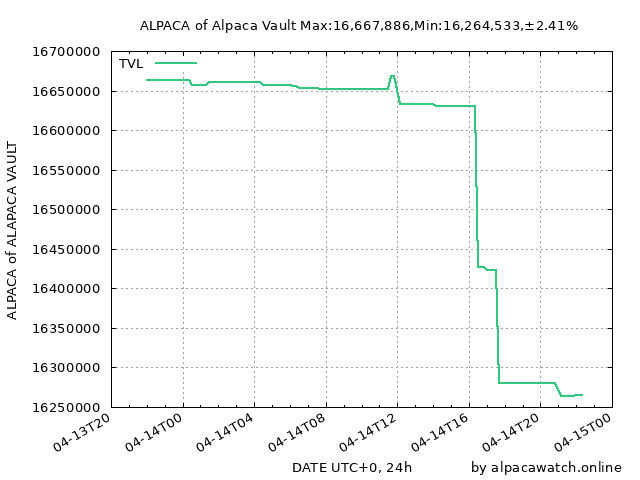 ALPACA of Alpaca Vault Max:16,667,886,Min:16,264,533,±2.41%
TVL
16700000
16650000
16600000
16550000
16500000
16450000
16400000
16350000
16300000
16250000
ALPACA of ALAPACA VAULT
04-13T20
04-14T00
04-14T04
04-14T08
04-14T12
04-14T16
04-14T20
04-15T00
DATE UTC+0, 24h
by alpacawatch.online